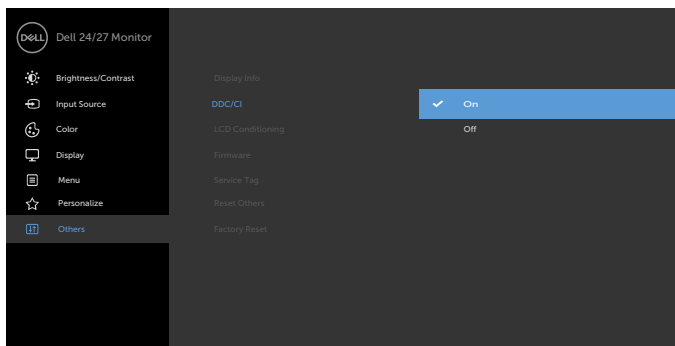 DELL
Dell 24/27 Monitor
Brightness/Contrast
Input Source
Color
Display
Menu
Personalize
Others
Display Info
DDC/CI
LCD Conditioning
Firmware
Service Tag
Reset Others
Factory Reset
On
Off